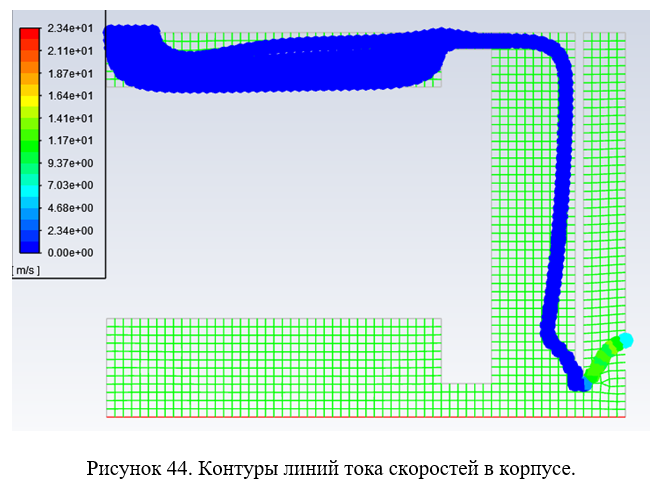 2.34e+01
2.11e+01
1.87e+01
1.64e+01
1.41e+01
1.17e+01
9.37e+00
7.03e+00
4.68e+00
2.34e+00
0.00e+00
[ m/s ]
Рисунок 44. Контуры линий тока скоростей в корпусе.